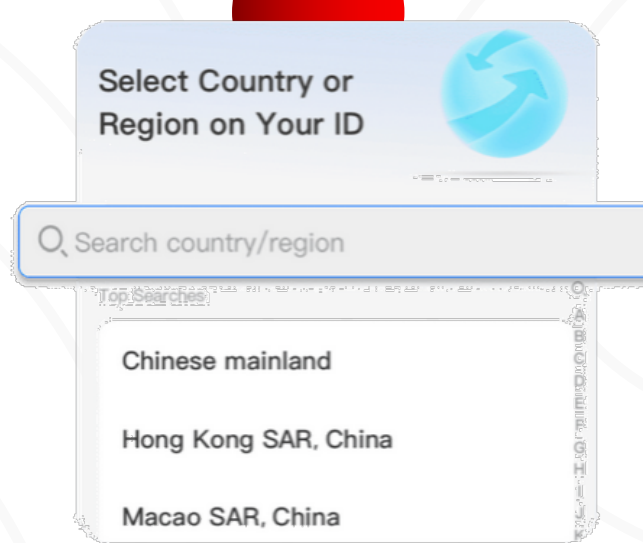 Select Country or
Region on Your ID
Search country/region
Top Searches
Chinese mainland
Hong Kong SAR, China
Macao SAR, China
A
B
C
D
E
F
G
H
I
J
K